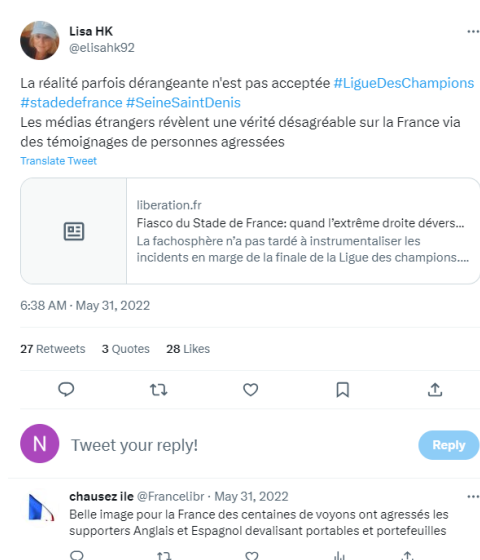 Lisa HK
@elisahk92
La réalité parfois dérangeante n'est pas acceptée #LigueDesChampions
#stadedefrance #SeineSaintDenis
Les médias étrangers révèlent une vérité désagréable sur la France via
des témoignages de personnes agressées
Translate Tweet
liberation.fr
Fiasco du Stade de France: quand l'extrême droite dévers...
La fachosphère n'a pas tardé à instrumentaliser les
incidents en marge de la finale de la Ligue des champions....
6:38 AM · May 31, 2022
27 Retweets 3 Quotes 28 Likes
N
Tweet your reply!
Reply
chausez ile @Francelibr · May 31, 2022
Belle image pour la France des centaines de voyons ont agressés les
supporters Anglais et Espagnol devalisant portables et portefeuilles